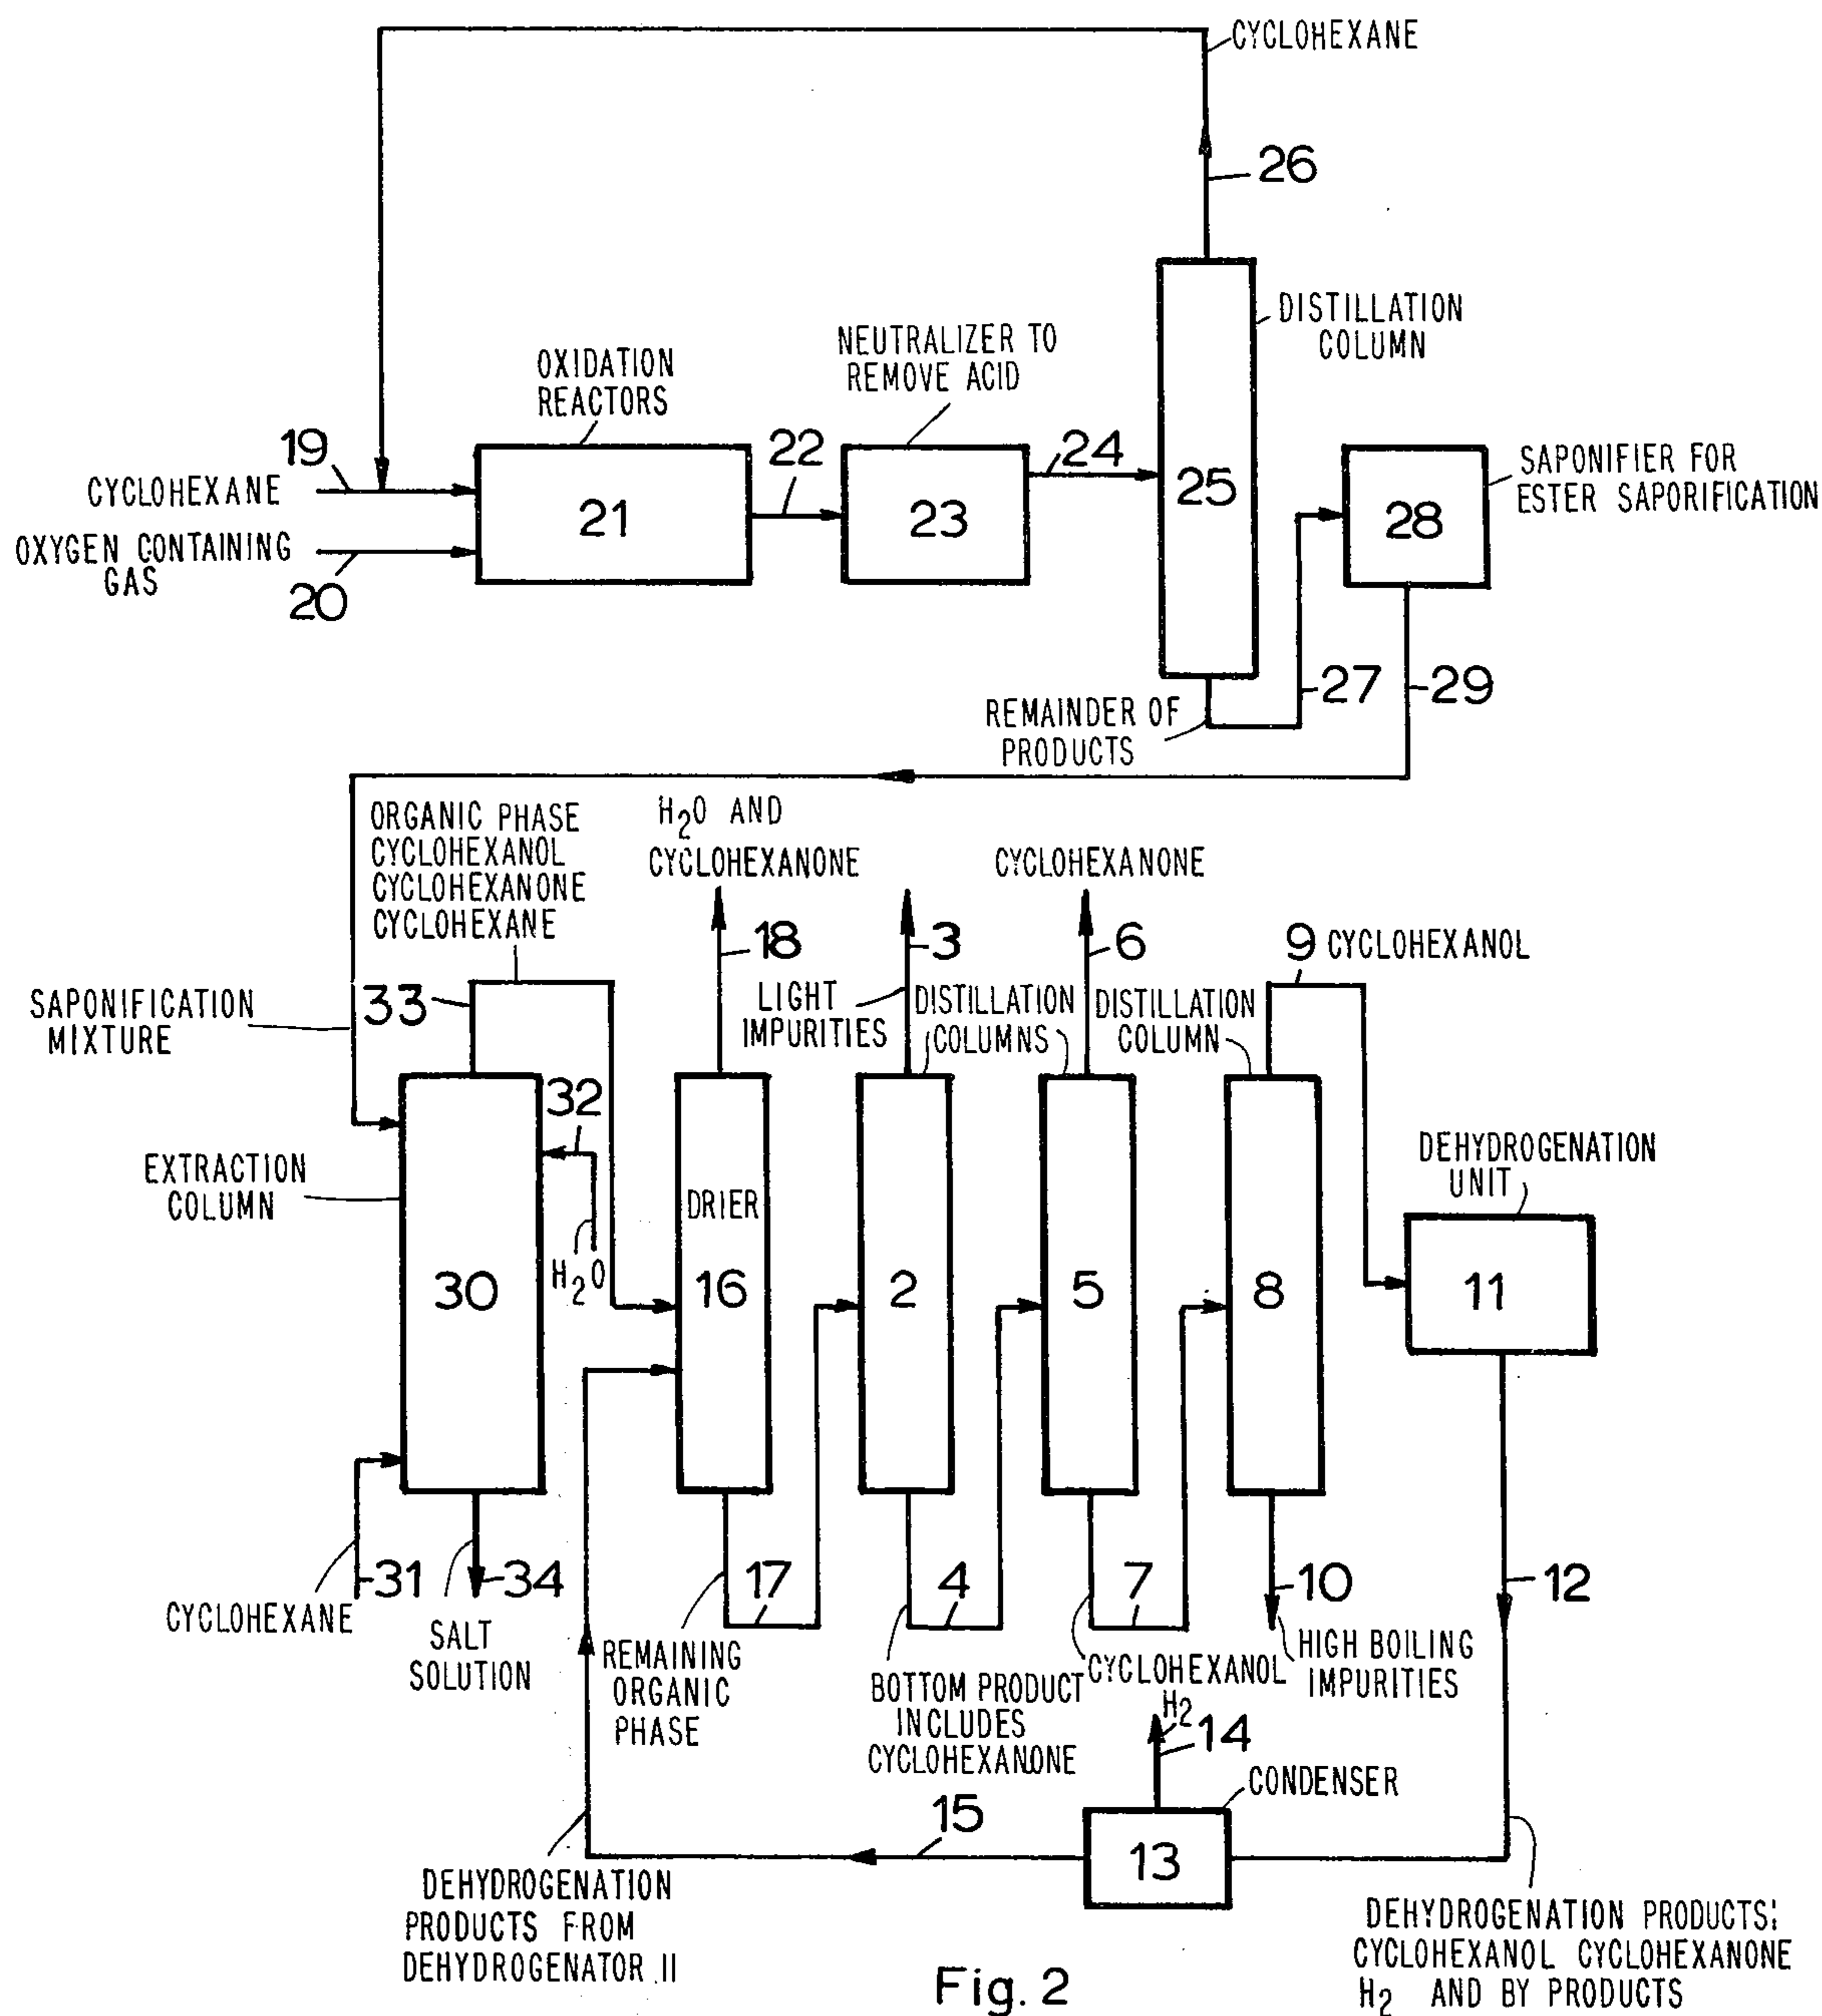 CYCLOHEXANE
26
DISTILLATION
COLUMN
NEUTRALIZER TO
REMOVE ACID
OXIDATION
REACTORS
19
CYCLOHEXANE
OXYGEN CONTAINING
GAS
20
21
22
23
24
25
SAPONIFIER FOR
ESTER SAPORIFICATION
28
27
29
REMAINDER OF
PRODUCTS
ORGANIC PHASE
CYCLOHEXANOL
CYCLOHEXANONE
CYCLOHEXANE
H2O AND
CYCLOHEXANONE
CYCLOHEXANONE
18
3
6
9 CYCLOHEXANOL
SAPONIFICATION
MIXTURE
33
LIGHT
IMPURITIES
DISTILLATION
COLUMNS
DISTILLATION
COLUMN
32
H2O
EXTRACTION
COLUMN
30
DRIER
16
2
5
8
DEHYDROGENATION
UNIT
11
31
CYCLOHEXANE
34
SALT
SOLUTION
17
REMAINING
ORGANIC
PHASE
4
BOTTOM PRODUCT
INCLUDES
CYCLOHEXANONE
7
CYCLOHEXANOL
10
HIGH BOILING
IMPURITIES
12
H2
14
CONDENSER
13
15
DEHYDROGENATION
PRODUCTS FROM
DEHYDROGENATOR II
DEHYDROGENATION PRODUCTS:
CYCLOHEXANOL CYCLOHEXANONE
H2 AND BY PRODUCTS
Fig. 2